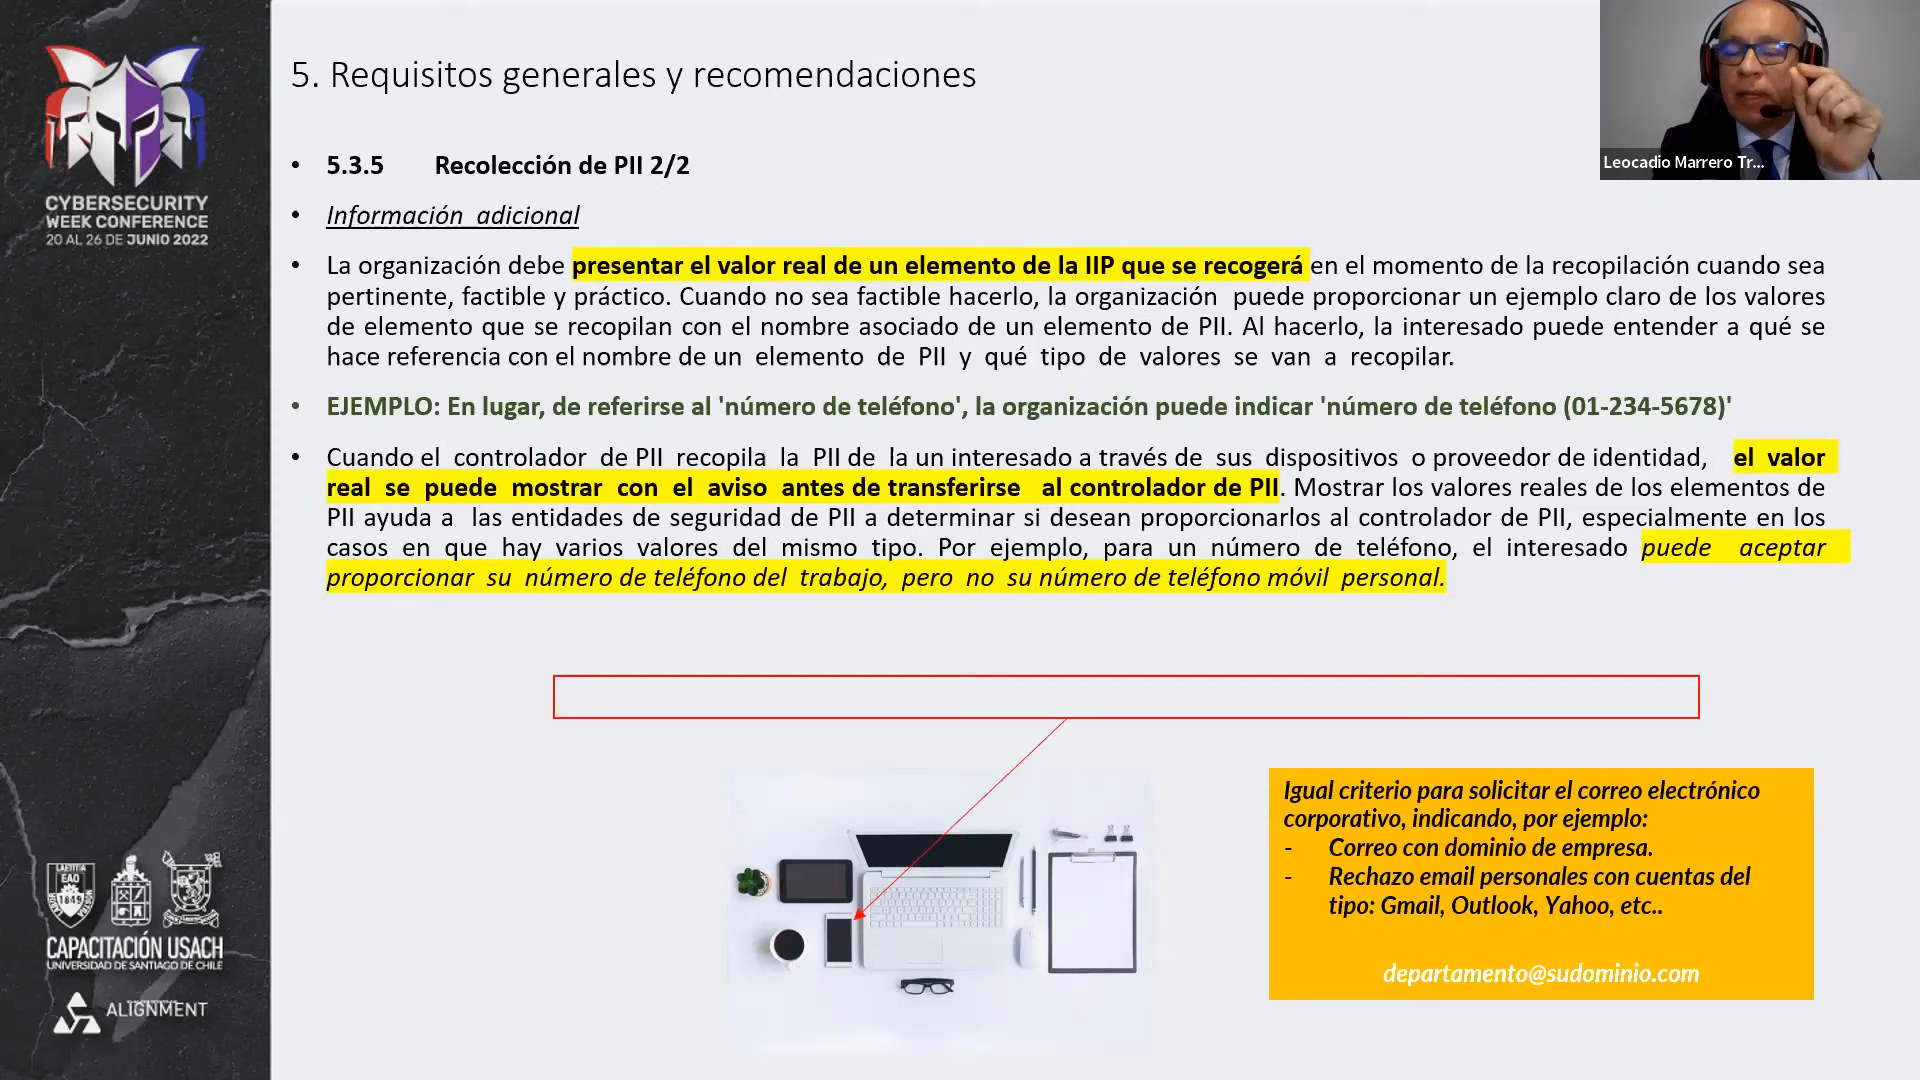 CYBERSECURITY
WEEK CONFERENCE
20 AL 26 DE JUNIO 2022
5. Requisitos generales y recomendaciones
Leocadio Marrero Tr...
• 5.3.5 Recolección de PII 2/2
• Información adicional
• La organización debe presentar el valor real de un elemento de la IIP que se recogerá en el momento de la recopilación cuando sea
pertinente, factible y práctico. Cuando no sea factible hacerlo, la organización puede proporcionar un ejemplo claro de los valores
de elemento que se recopilan con el nombre asociado de un elemento de PII. Al hacerlo, la interesado puede entender a qué se
hace referencia con el nombre de un elemento de PII y qué tipo de valores se van a recopilar.
• EJEMPLO: En lugar, de referirse al 'número de teléfono', la organización puede indicar 'número de teléfono (01-234-5678)'
• Cuando el controlador de PII recopila la PII de la un interesado a través de sus dispositivos o proveedor de identidad, el valor
real se puede mostrar con el aviso antes de transferirse al controlador de PII. Mostrar los valores reales de los elementos de
PII ayuda a las entidades de seguridad de PII a determinar si desean proporcionarlos al controlador de PII, especialmente en los
casos en que hay varios valores del mismo tipo. Por ejemplo, para un número de teléfono, el interesado puede aceptar
proporcionar su número de teléfono del trabajo, pero no su número de teléfono móvil personal.
Igual criterio para solicitar el correo electrónico
corporativo, indicando, por ejemplo:
- Correo con dominio de empresa.
- Rechazo email personales con cuentas del
tipo: Gmail, Outlook, Yahoo, etc..
departamento@sudominio.com
LAETITIA
EAO
1849
CAPACITACIÓN USACH
UNIVERSIDAD DE SANTIAGO DE CHILE
ALIGNMENT